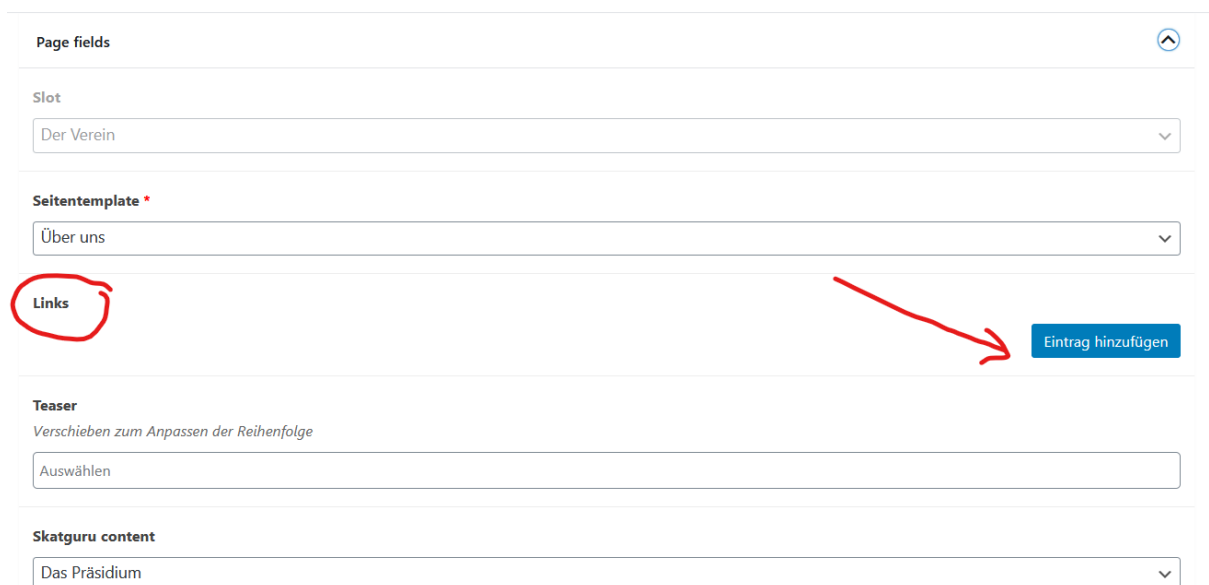 Page fields
Slot
Der Verein
Seitentemplate *
Über uns
Links
Eintrag hinzufügen
Teaser
Verschieben zum Anpassen der Reihenfolge
Auswählen
Skatguru content
Das Präsidium